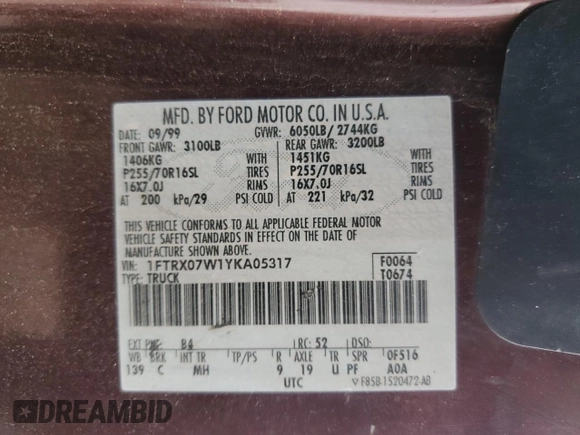 MFD. BY FORD MOTOR CO. IN U.S.A.
DATE: 09/99 GVWR: 6050LB/ 2744KG
FRONT GAWR: 3100LB REAR GAWR: 3200LB
1406KG WITH 1451KG WITH
P255/70R16SL TIRES P255/70R16SL TIRES
16X7.0J RIMS 16X7.0J RIMS
AT 200 kPa/29 PSI COLD AT 221 kPa/32 PSI COLD
THIS VEHICLE CONFORMS TO ALL APPLICABLE FEDERAL MOTOR
VEHICLE SAFETY STANDARDS IN EFFECT ON THE DATE OF
MANUFACTURE SHOWN ABOVE.
VIN: 1FTRX07W1YKA05317 F0064
TYPE: TRUCK T0674
EXT PNT: B4 RC: 52 DSO:
WB BRK INT TR TP/PS R AXLE TR SPR 0F516
139 C MH 9 19 U PF A0A
UTC F85B-1520472-AB
DREAMBID